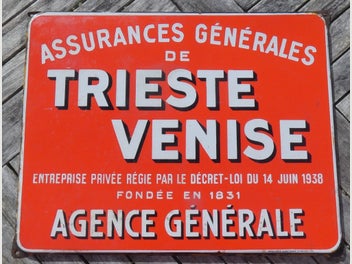 ASSURANCES GÉNÉRALES
DE
TRIESTE
VENISE
ENTREPRISE PRIVÉE RÉGIE PAR LE DÉCRET-LOI DU 14 JUIN 1938
FONDÉE EN 1831
AGENCE GÉNÉRALE